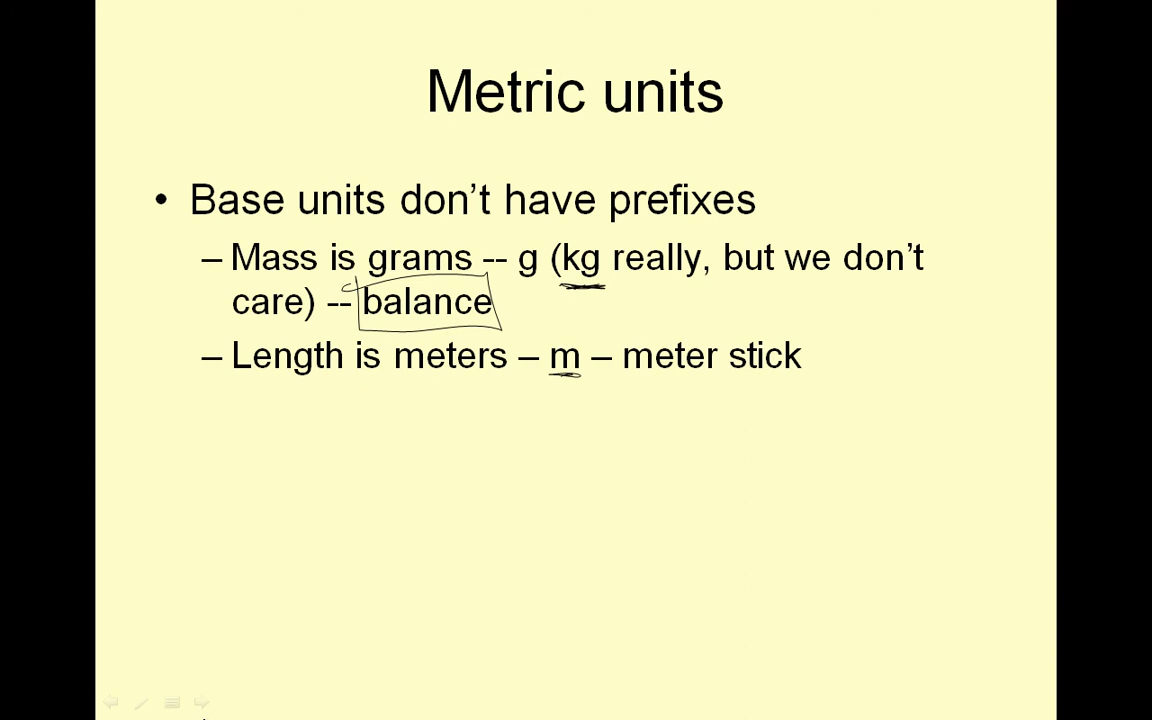 Metric units
• Base units don't have prefixes
– Mass is grams -- g (kg really, but we don't
care) -- balance
– Length is meters – m – meter stick